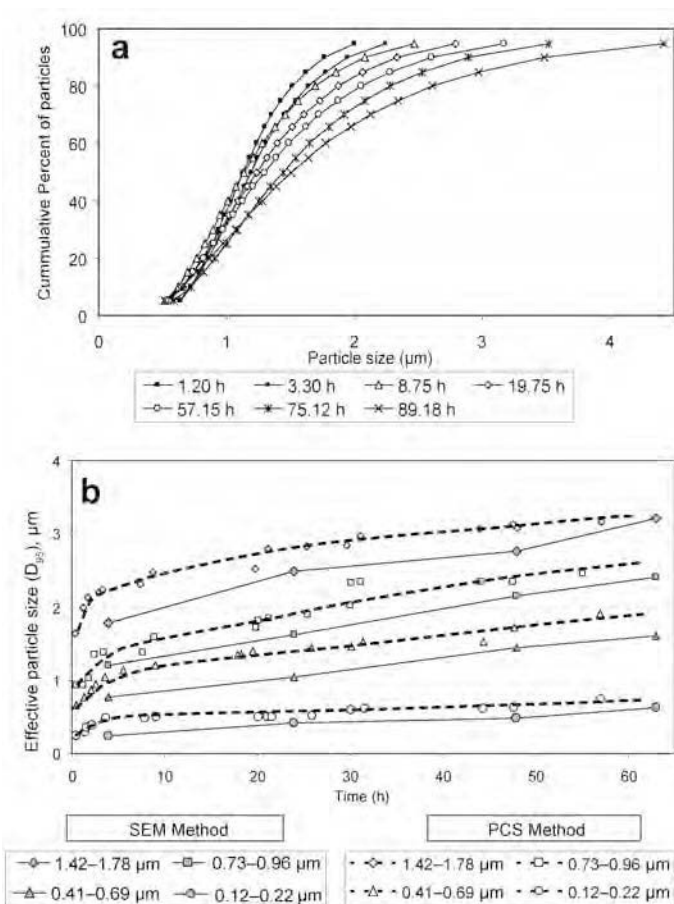 a
Cummulative Percent of particles
100
80
60
40
20
0
0 1 2 3 4
Particle size (μm)
1.20 h 3.30 h 8.75 h 19.75 h
57.15 h 75.12 h 89.18 h
b
Effective particle size (D95), μm
4
3
2
1
0
0 10 20 30 40 50 60
Time (h)
SEM Method PCS Method
1.42–1.78 μm 0.73–0.96 μm 1.42–1.78 μm 0.73–0.96 μm
0.41–0.69 μm 0.12–0.22 μm 0.41–0.69 μm 0.12–0.22 μm